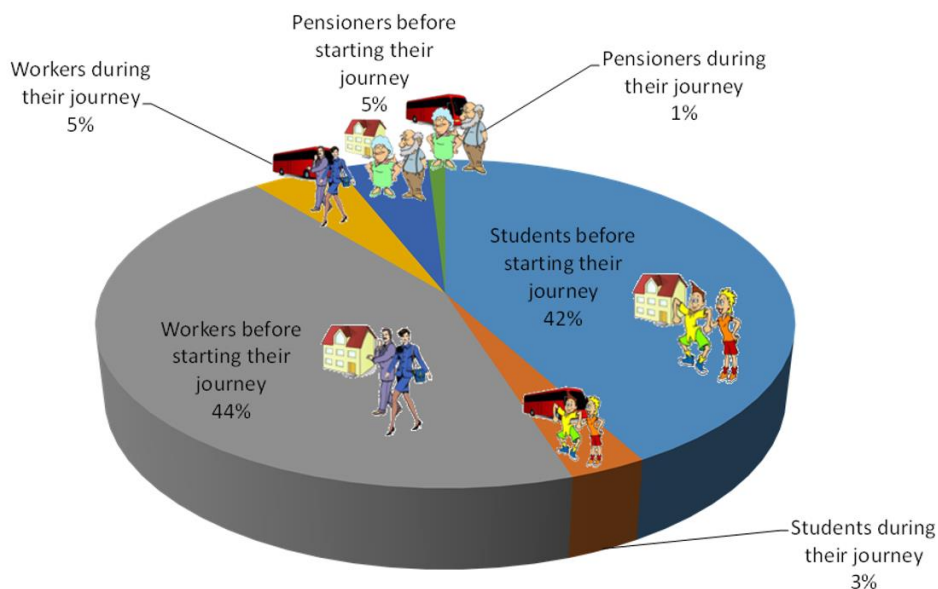 Pensioners before
starting their
journey
5%
Workers during
their journey
5%
Pensioners during
their journey
1%
Students before
starting their
journey
42%
Workers before
starting their
journey
44%
Students during
their journey
3%